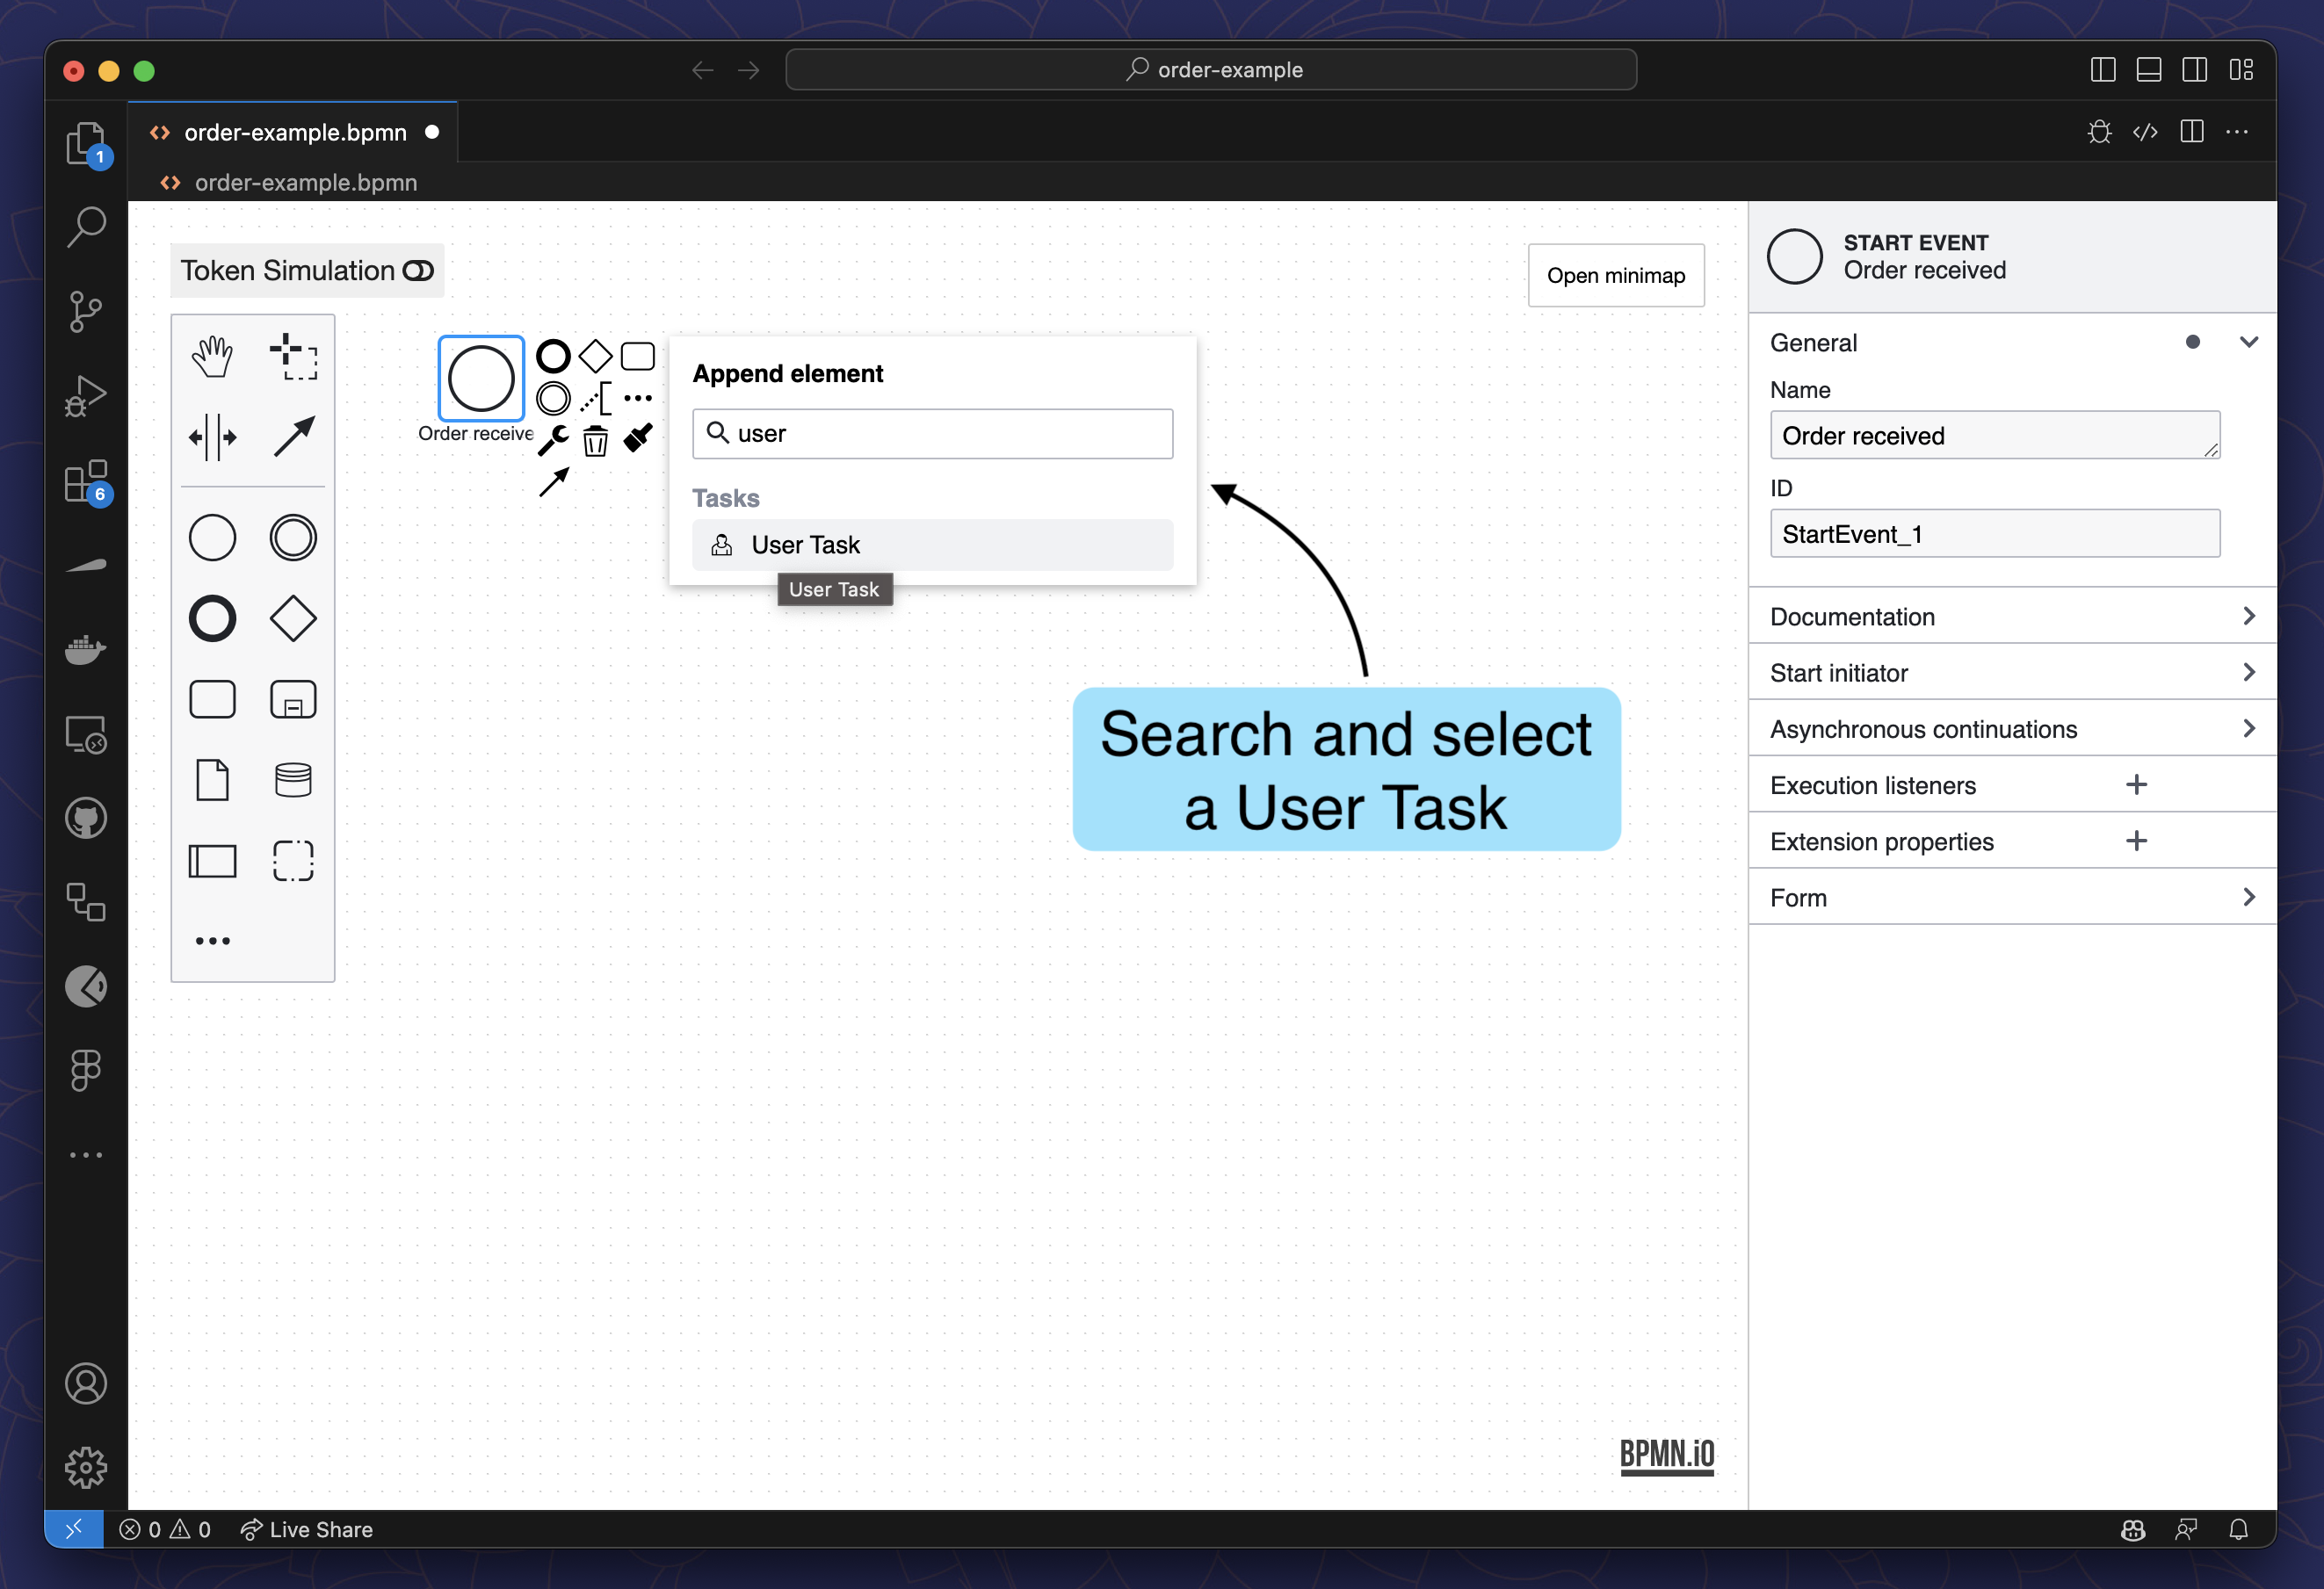 order-example
order-example.bpmn
1
order-example.bpmn
Token Simulation
Open minimap
START EVENT
Order received
Append element
user
Order receive
Tasks
User Task
User Task
6
Search and select
a User Task
General
Name
Order received
ID
StartEvent_1
Documentation
Start initiator
Asynchronous continuations
Execution listeners
Extension properties
Form
BPMN.iO
0 0 Live Share